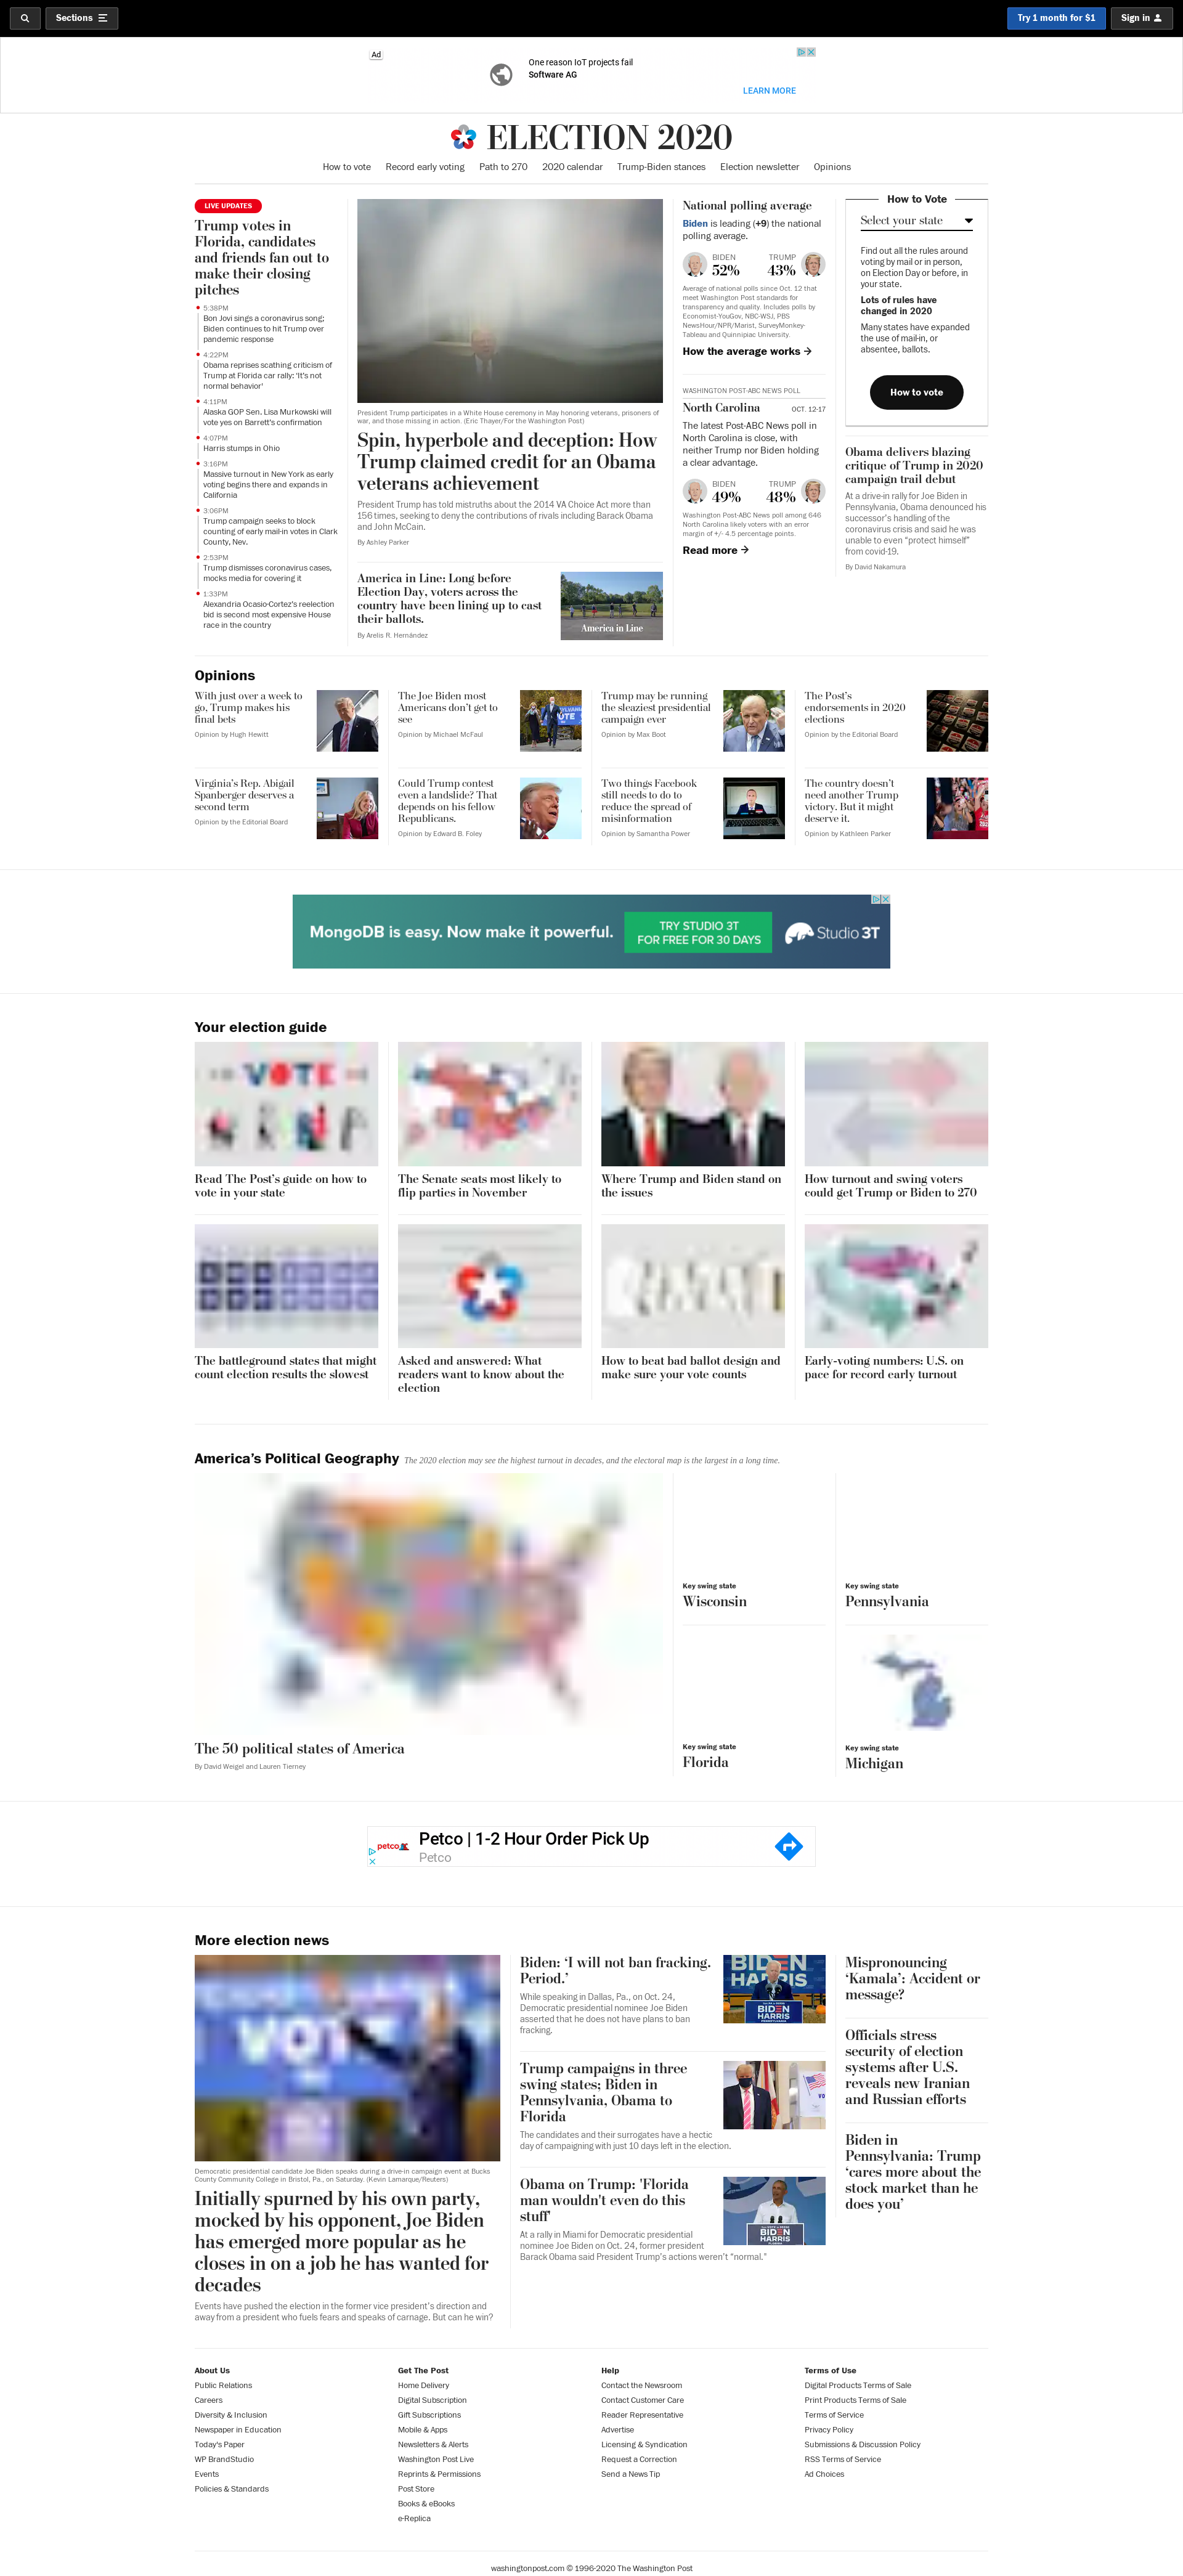 Sections
Try 1 month for $1
Sign in
Ad
One reason IoT projects fail
Software AG
LEARN MORE
ELECTION 2020
How to vote
Record early voting
Path to 270
2020 calendar
Trump-Biden stances
Election newsletter
Opinions
LIVE UPDATES
Trump votes in
Florida, candidates
and friends fan out to
make their closing
pitches
5:38PM
Bon Jovi sings a coronavirus song;
Biden continues to hit Trump over
pandemic response
4:22PM
Obama reprises scathing criticism of
Trump at Florida car rally: 'It's not
normal behavior'
4:11PM
Alaska GOP Sen. Lisa Murkowski will
vote yes on Barrett's confirmation
4:07PM
Harris stumps in Ohio
3:16PM
Massive turnout in New York as early
voting begins there and expands in
California
3:06PM
Trump campaign seeks to block
counting of early mail-in votes in Clark
County, Nev.
2:53PM
Trump dismisses coronavirus cases,
mocks media for covering it
1:33PM
Alexandria Ocasio-Cortez's reelection
bid is second most expensive House
race in the country
President Trump participates in a White House ceremony in May honoring veterans, prisoners of
war, and those missing in action. (Eric Thayer/For the Washington Post)
Spin, hyperbole and deception: How
Trump claimed credit for an Obama
veterans achievement
President Trump has told mistruths about the 2014 VA Choice Act more than
156 times, seeking to deny the contributions of rivals including Barack Obama
and John McCain.
By Ashley Parker
America in Line: Long before
Election Day, voters across the
country have been lining up to cast
their ballots.
By Arelis R. Hernández
America in Line
National polling average
Biden is leading (+9) the national
polling average.
BIDEN
52%
TRUMP
43%
Average of national polls since Oct. 12 that
meet Washington Post standards for
transparency and quality. Includes polls by
Economist-YouGov, NBC-WSJ, PBS
NewsHour/NPR/Marist, SurveyMonkey-
Tableau and Quinnipiac University.
How the average works →
WASHINGTON POST-ABC NEWS POLL
North Carolina
OCT. 12-17
The latest Post-ABC News poll in
North Carolina is close, with
neither Trump nor Biden holding
a clear advantage.
BIDEN
49%
TRUMP
48%
Washington Post-ABC News poll among 646
North Carolina likely voters with an error
margin of +/- 4.5 percentage points.
Read more →
How to Vote
Select your state
Find out all the rules around
voting by mail or in person,
on Election Day or before, in
your state.
Lots of rules have
changed in 2020
Many states have expanded
the use of mail-in, or
absentee, ballots.
How to vote
Obama delivers blazing
critique of Trump in 2020
campaign trail debut
At a drive-in rally for Joe Biden in
Pennsylvania, Obama denounced his
successor's handling of the
coronavirus crisis and said he was
unable to even "protect himself"
from covid-19.
By David Nakamura
Opinions
With just over a week to
go, Trump makes his
final bets
Opinion by Hugh Hewitt
The Joe Biden most
Americans don't get to
see
Opinion by Michael McFaul
Trump may be running
the sleaziest presidential
campaign ever
Opinion by Max Boot
The Post's
endorsements in 2020
elections
Opinion by the Editorial Board
Virginia's Rep. Abigail
Spanberger deserves a
second term
Opinion by the Editorial Board
Could Trump contest
even a landslide? That
depends on his fellow
Republicans.
Opinion by Edward B. Foley
Two things Facebook
still needs to do to
reduce the spread of
misinformation
Opinion by Samantha Power
The country doesn't
need another Trump
victory. But it might
deserve it.
Opinion by Kathleen Parker
MongoDB is easy. Now make it powerful.
TRY STUDIO 3T
FOR FREE FOR 30 DAYS
Studio 3T
Your election guide
VOTE
Read The Post's guide on how to
vote in your state
The Senate seats most likely to
flip parties in November
Where Trump and Biden stand on
the issues
How turnout and swing voters
could get Trump or Biden to 270
The battleground states that might
count election results the slowest
Asked and answered: What
readers want to know about the
election
How to beat bad ballot design and
make sure your vote counts
Early-voting numbers: U.S. on
pace for record early turnout
America's Political Geography The 2020 election may see the highest turnout in decades, and the electoral map is the largest in a long time.
The 50 political states of America
By David Weigel and Lauren Tierney
Key swing state
Wisconsin
Key swing state
Pennsylvania
Key swing state
Florida
Key swing state
Michigan
petco
Petco | 1-2 Hour Order Pick Up
Petco
More election news
VOTE
Democratic presidential candidate Joe Biden speaks during a drive-in campaign event at Bucks
County Community College in Bristol, Pa., on Saturday. (Kevin Lamarque/Reuters)
Initially spurned by his own party,
mocked by his opponent, Joe Biden
has emerged more popular as he
closes in on a job he has wanted for
decades
Events have pushed the election in the former vice president's direction and
away from a president who fuels fears and speaks of carnage. But can he win?
Biden: 'I will not ban fracking.
Period.'
While speaking in Dallas, Pa., on Oct. 24,
Democratic presidential nominee Joe Biden
asserted that he does not have plans to ban
fracking.
BIDEN
HARRIS
BIDEN
HARRIS
Trump campaigns in three
swing states; Biden in
Pennsylvania, Obama to
Florida
The candidates and their surrogates have a hectic
day of campaigning with just 10 days left in the election.
Obama on Trump: 'Florida
man wouldn't even do this
stuff'
At a rally in Miami for Democratic presidential
nominee Joe Biden on Oct. 24, former president
Barack Obama said President Trump's actions weren't "normal."
BIDEN
HARRIS
Mispronouncing
'Kamala': Accident or
message?
Officials stress
security of election
systems after U.S.
reveals new Iranian
and Russian efforts
Biden in
Pennsylvania: Trump
'cares more about the
stock market than he
does you'
About Us
Public Relations
Careers
Diversity & Inclusion
Newspaper in Education
Today's Paper
WP BrandStudio
Events
Policies & Standards
Get The Post
Home Delivery
Digital Subscription
Gift Subscriptions
Mobile & Apps
Newsletters & Alerts
Washington Post Live
Reprints & Permissions
Post Store
Books & eBooks
e-Replica
Help
Contact the Newsroom
Contact Customer Care
Reader Representative
Advertise
Licensing & Syndication
Request a Correction
Send a News Tip
Terms of Use
Digital Products Terms of Sale
Print Products Terms of Sale
Terms of Service
Privacy Policy
Submissions & Discussion Policy
RSS Terms of Service
Ad Choices
washingtonpost.com © 1996-2020 The Washington Post